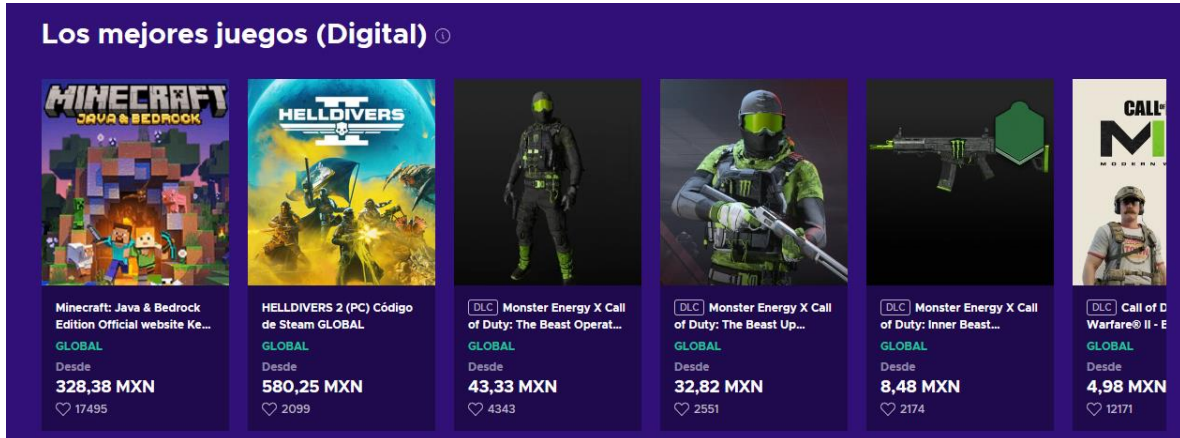 Los mejores juegos (Digital)
MINECRAFT
JAVA & BEDROCK
HELLDIVERS
II
CALL
M
MODERN W
Minecraft: Java & Bedrock
Edition Official website Ke...
GLOBAL
Desde
328,38 MXN
17495
HELLDIVERS 2 (PC) Código
de Steam GLOBAL
GLOBAL
Desde
580,25 MXN
2099
DLC Monster Energy X Call
of Duty: The Beast Operat...
GLOBAL
Desde
43,33 MXN
4343
DLC Monster Energy X Call
of Duty: The Beast Up...
GLOBAL
Desde
32,82 MXN
2551
DLC Monster Energy X Call
of Duty: Inner Beast...
GLOBAL
Desde
8,48 MXN
2174
DLC Call of D
Warfare® II - E
GLOBAL
Desde
4,98 MXN
12171